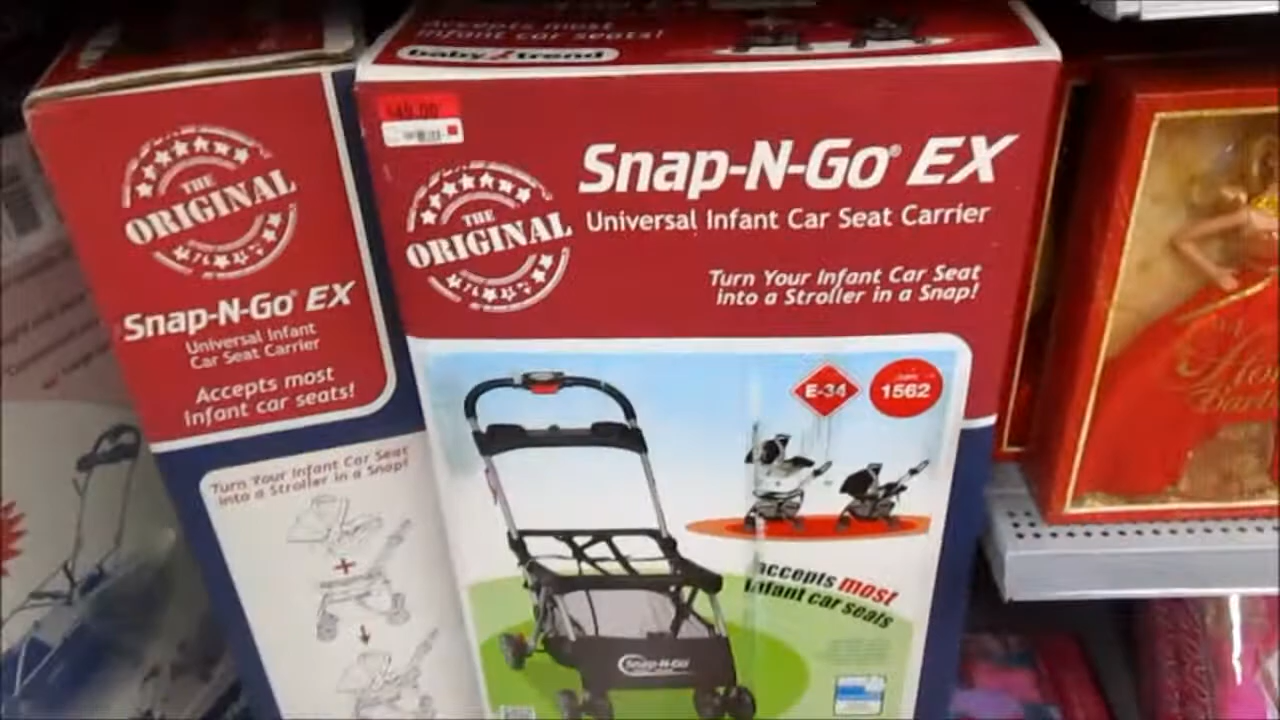 Accepts most
infant car seats!
baby trend
$49.00
THE
ORIGINAL
Snap-N-Go® EX
Universal Infant Car Seat Carrier
Turn Your Infant Car Seat
into a Stroller in a Snap!
E-34
1562
accepts most
infant car seats
Snap-N-Go
THE
ORIGINAL
Snap-N-Go® EX
Universal Infant
Car Seat Carrier
Accepts most
Infant car seats!
Turn Your Infant Car Seat
into a Stroller in a Snap!